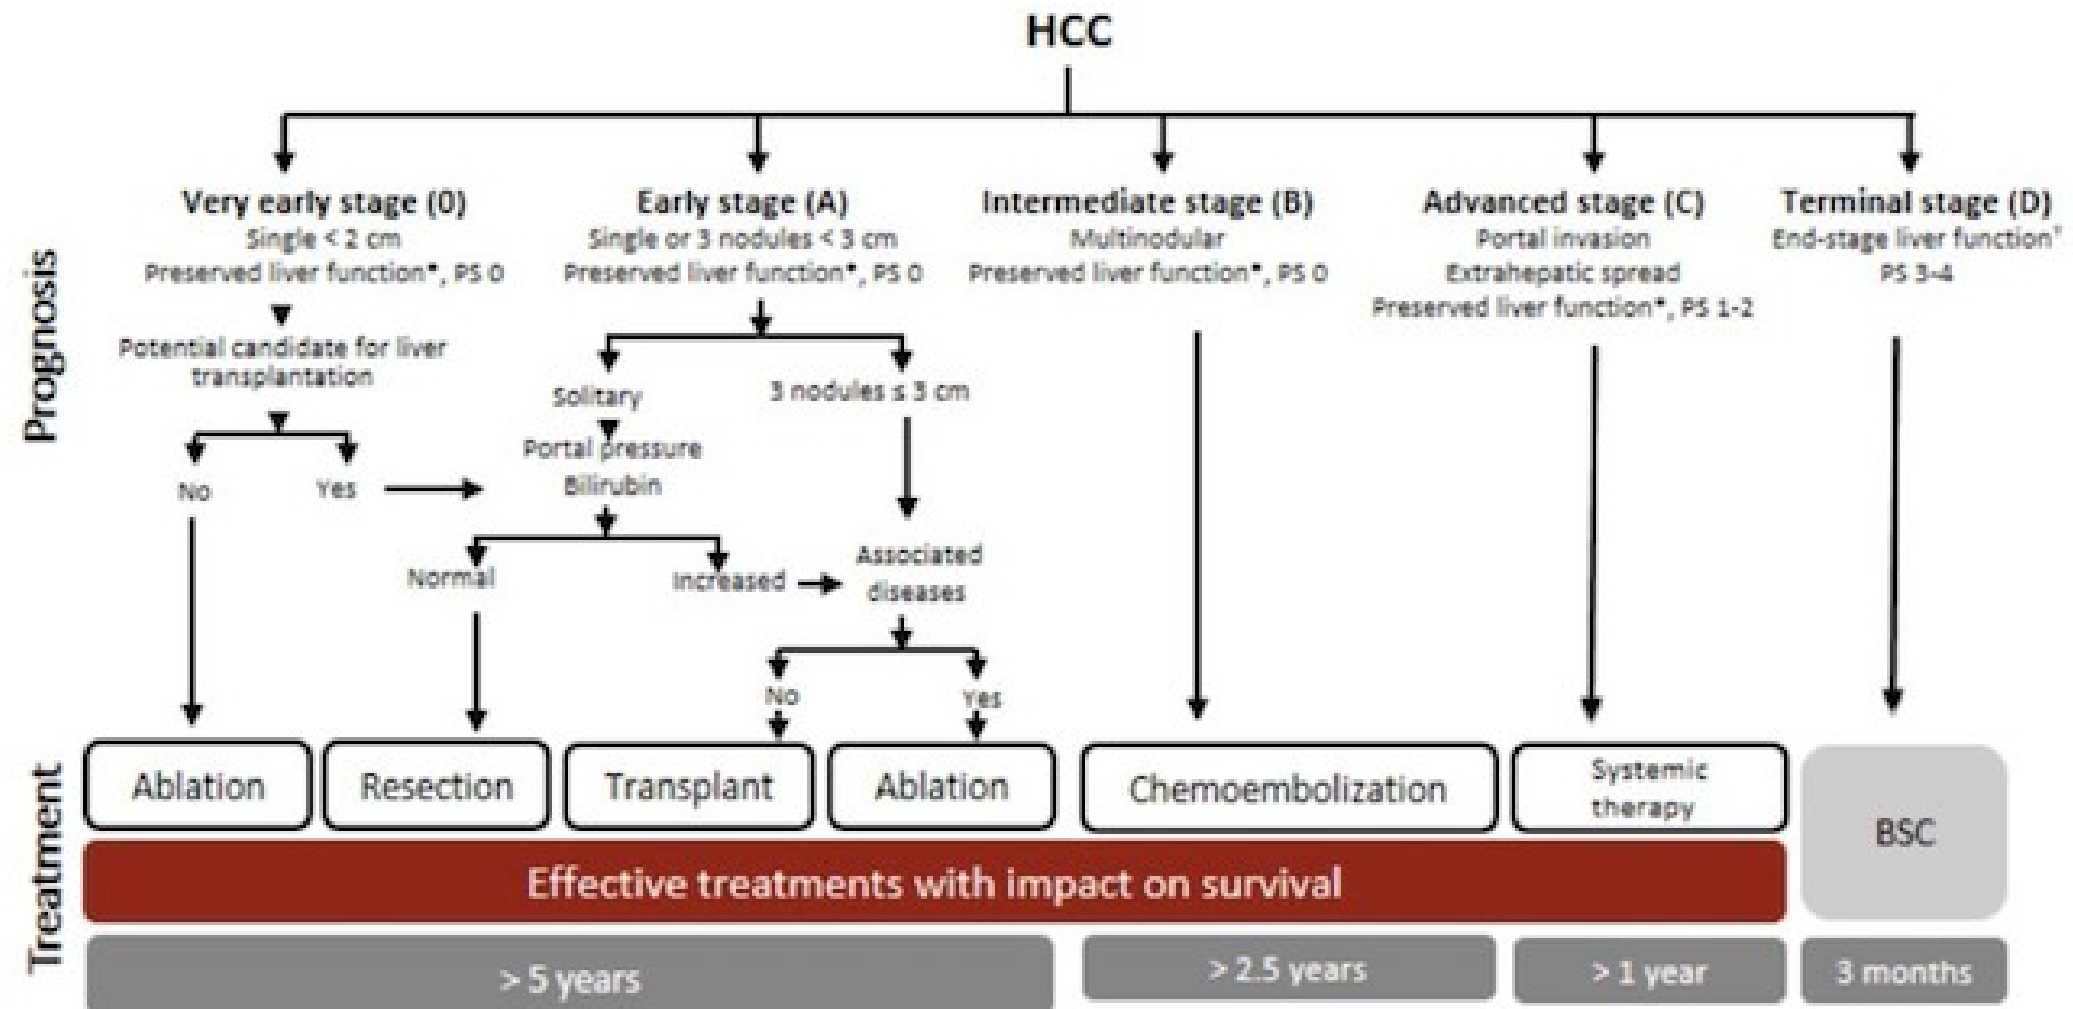 HCC
Prognosis
Very early stage (0)
Single < 2 cm
Preserved liver function*, PS 0
Potential candidate for liver
transplantation
No
Yes
Early stage (A)
Single or 3 nodules < 3 cm
Preserved liver function*, PS 0
Solitary
Portal pressure
Bilirubin
Normal
Increased
3 nodules ≤ 3 cm
Associated
diseases
No
Yes
Intermediate stage (B)
Multinodular
Preserved liver function*, PS 0
Advanced stage (C)
Portal invasion
Extrahepatic spread
Preserved liver function*, PS 1-2
Terminal stage (D)
End-stage liver function
PS 3-4
Treatment
Ablation
Resection
Transplant
Ablation
Chemoembolization
Systemic
therapy
BSC
Effective treatments with impact on survival
> 5 years
> 2.5 years
> 1 year
3 months